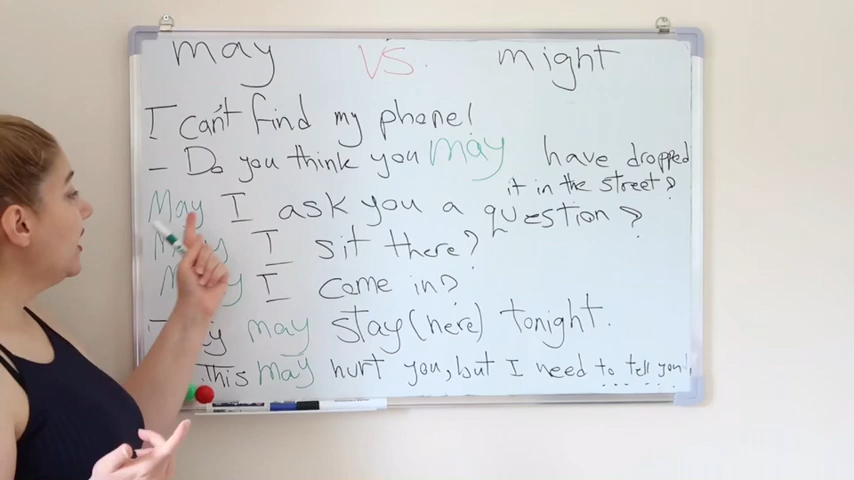 may vs. might
I can't find my phone!
- Do you think you may have dropped
it in the street?
May I ask you a question?
May I sit there?
May I come in?
may stay (here) tonight.
This may hurt you, but I need to tell you!